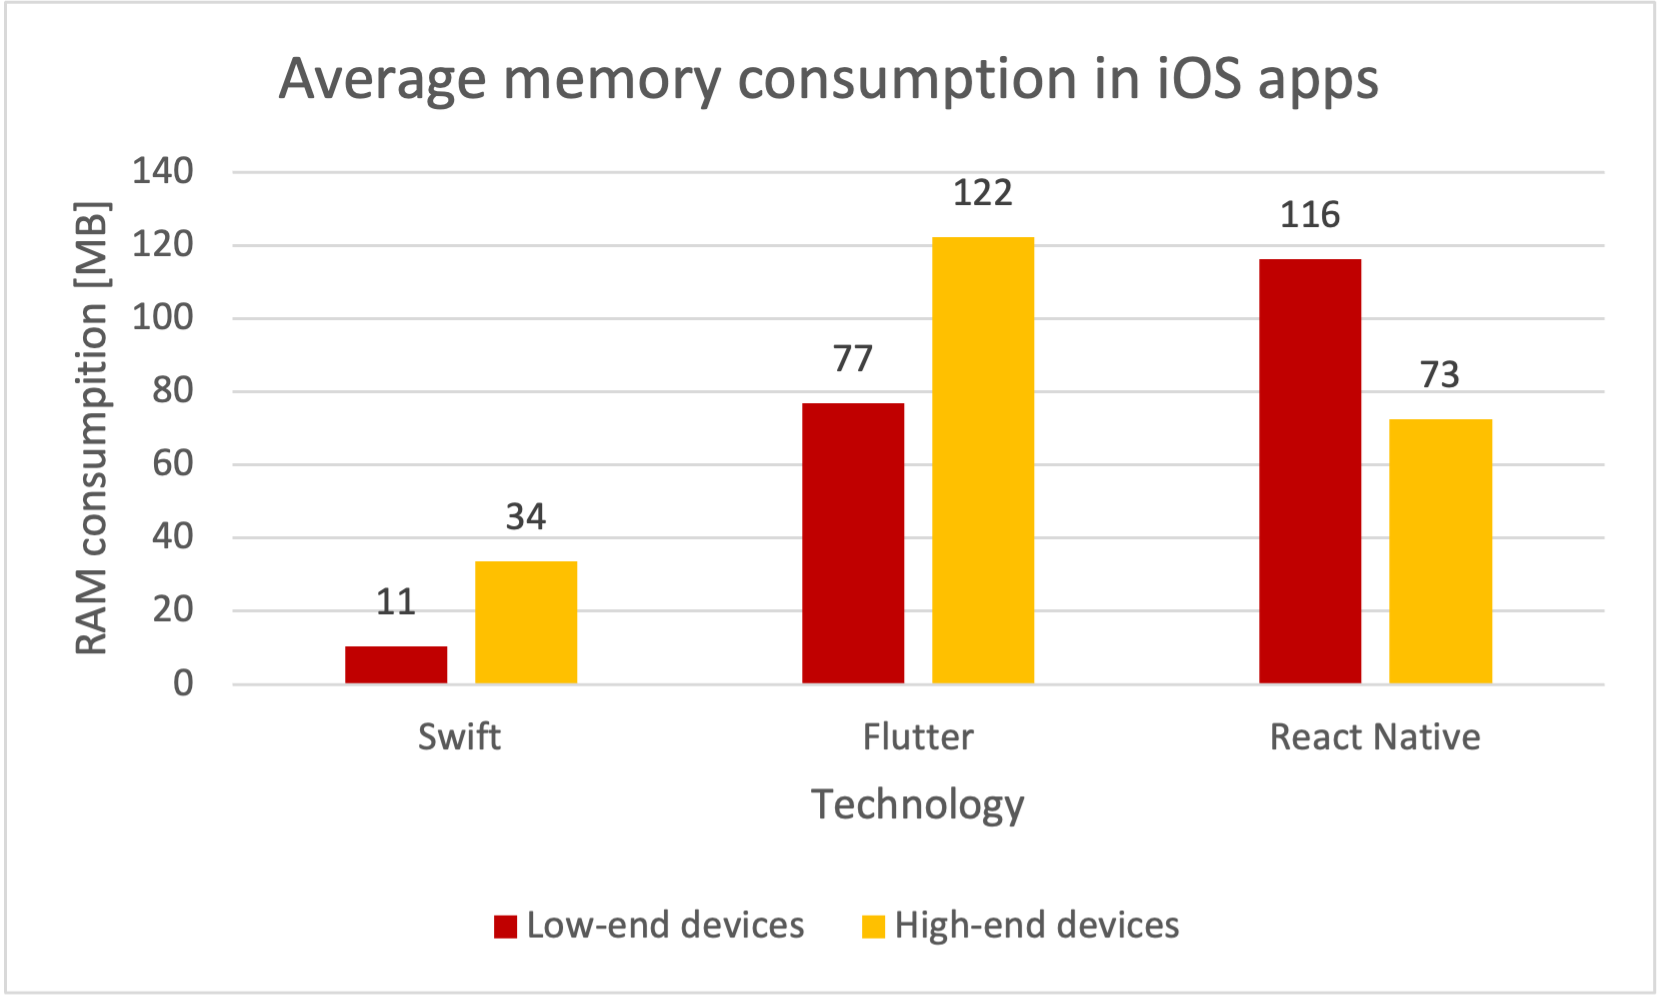 Average memory consumption in iOS apps
RAM consumpition [MB]
140
120
100
80
60
40
20
0
11
34
77
122
116
73
Swift
Flutter
React Native
Technology
Low-end devices
High-end devices